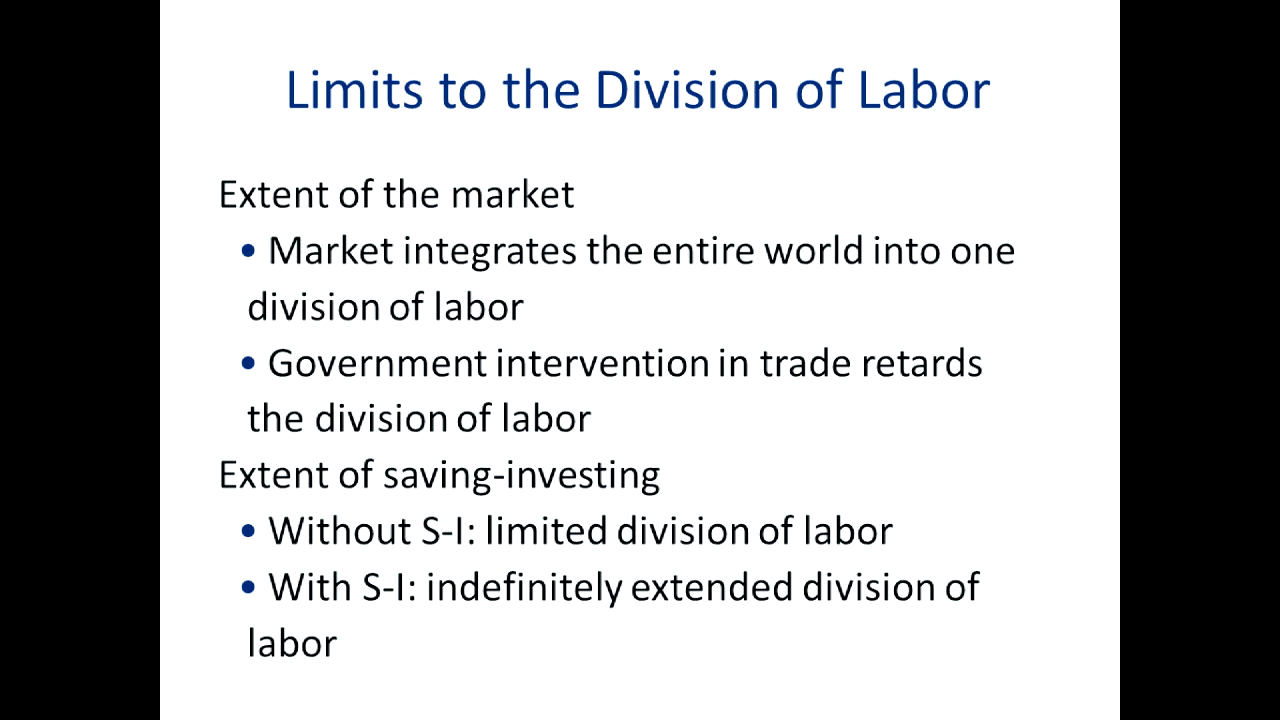 Limits to the Division of Labor
Extent of the market
• Market integrates the entire world into one
division of labor
• Government intervention in trade retards
the division of labor
Extent of saving-investing
• Without S-I: limited division of labor
• With S-I: indefinitely extended division of
labor